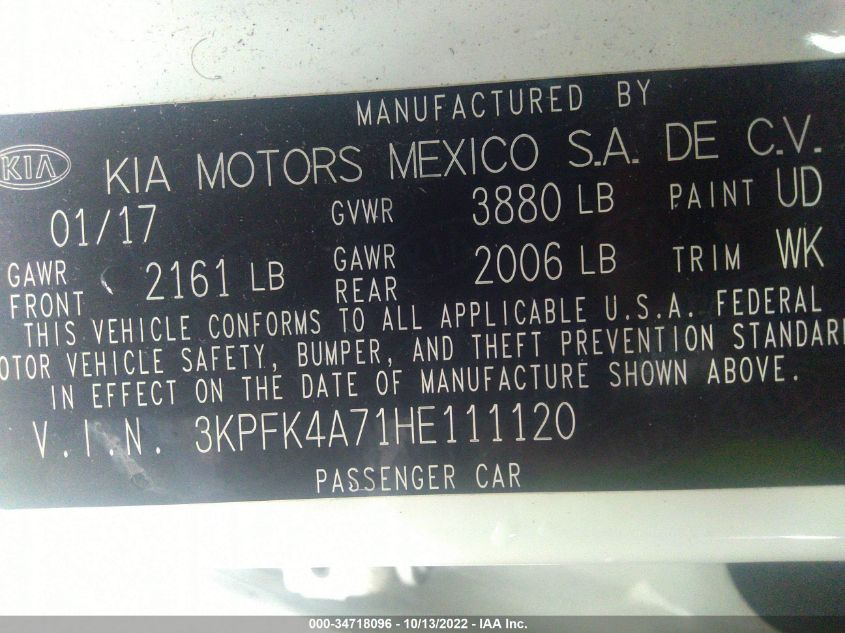 MANUFACTURED BY
KIA KIA MOTORS MEXICO S.A. DE C.V.
01/17 GVWR 3880 LB PAINT UD
GAWR FRONT 2161 LB GAWR REAR 2006 LB TRIM WK
THIS VEHICLE CONFORMS TO ALL APPLICABLE U.S.A. FEDERAL
OTOR VEHICLE SAFETY, BUMPER, AND THEFT PREVENTION STANDAR
IN EFFECT ON THE DATE OF MANUFACTURE SHOWN ABOVE.
V.I.N. 3KPFK4A71HE111120
PASSENGER CAR
000-34718096 - 10/13/2022 - IAA Inc.